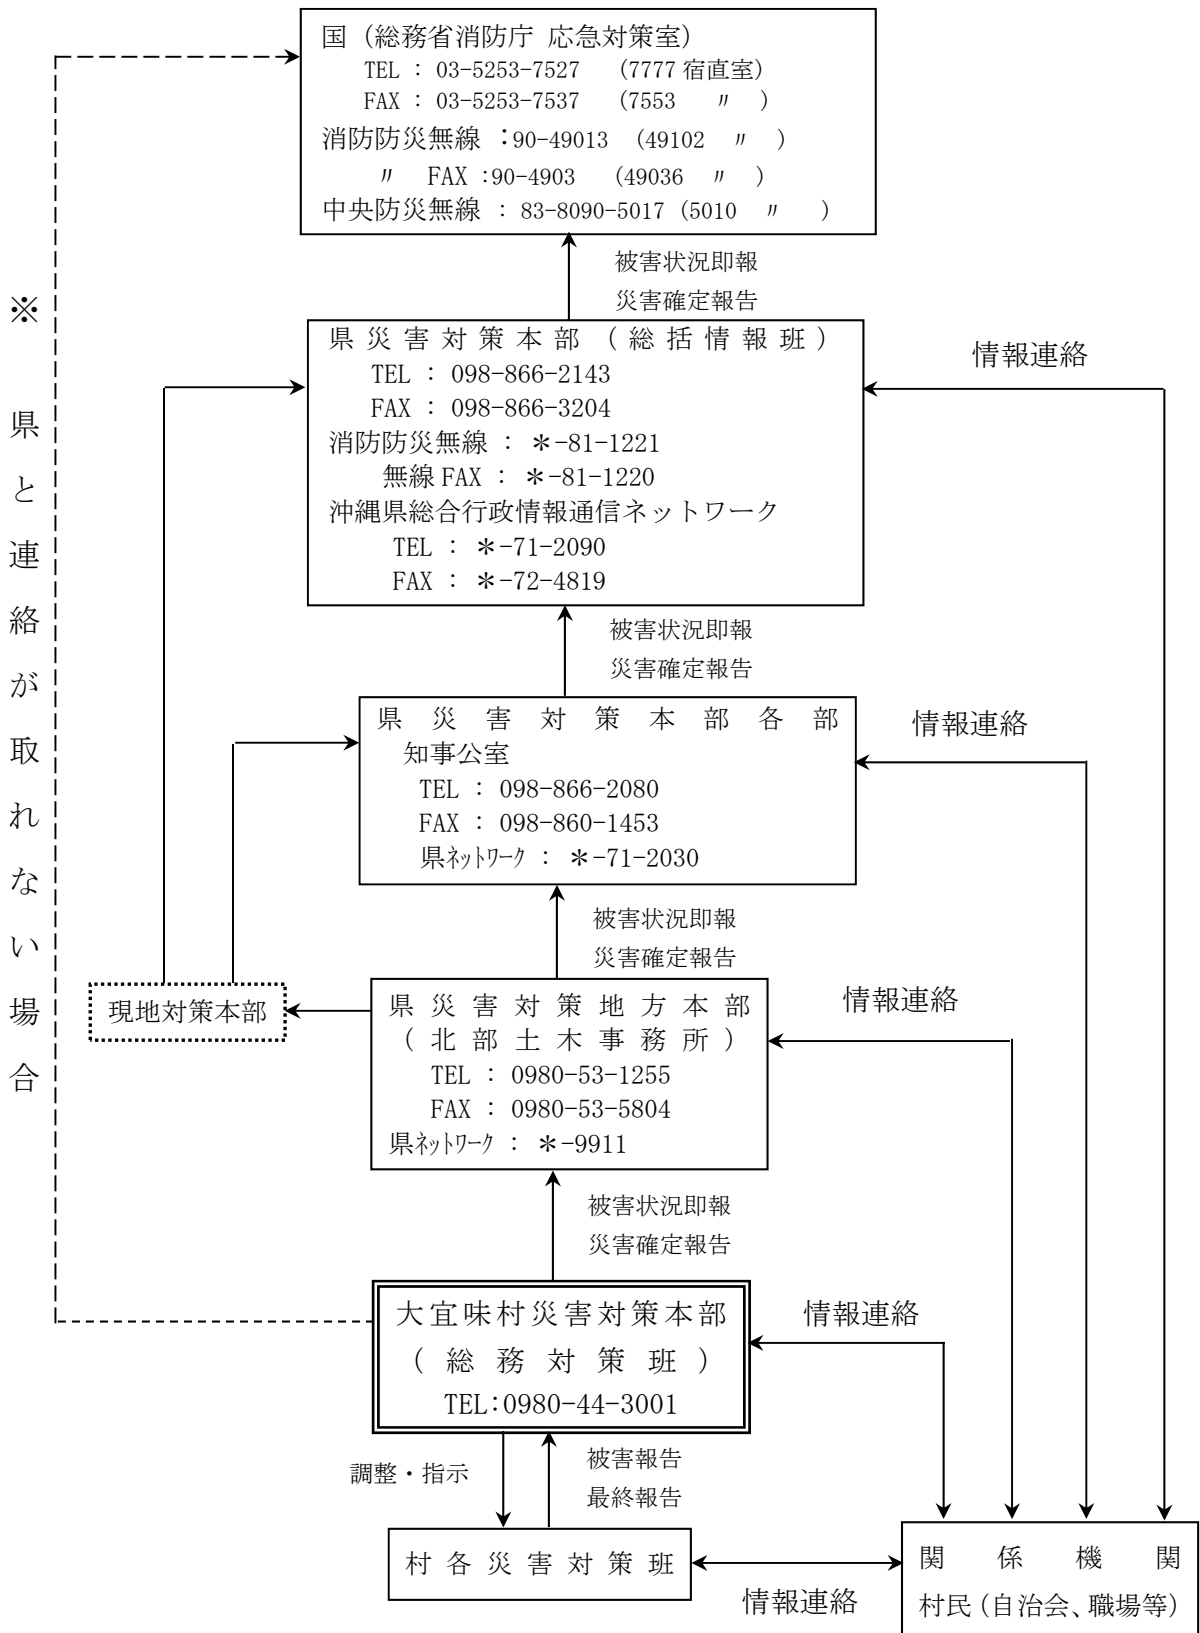 国（総務省消防庁 応急対策室）
TEL ： 03-5253-7527 （7777 宿直室）
FAX ： 03-5253-7537 （7553 〃 ）
消防防災無線 ：90-49013 （49102 〃 ）
〃 FAX ：90-4903 （49036 〃 ）
中央防災無線 ： 83-8090-5017 （5010 〃 ）
被害状況即報
災害確定報告
※ 県と連絡が取れない場合
県災害対策本部（総括情報班）
TEL ： 098-866-2143
FAX ： 098-866-3204
消防防災無線 ： ＊-81-1221
無線 FAX ： ＊-81-1220
沖縄県総合行政情報通信ネットワーク
TEL ： ＊-71-2090
FAX ： ＊-72-4819
情報連絡
被害状況即報
災害確定報告
県災害対策本部各部
知事公室
TEL ： 098-866-2080
FAX ： 098-860-1453
県ﾈｯﾄﾜｰｸ ： ＊-71-2030
情報連絡
被害状況即報
災害確定報告
現地対策本部
県災害対策地方本部
（北部土木事務所）
TEL ： 0980-53-1255
FAX ： 0980-53-5804
県ﾈｯﾄﾜｰｸ ： ＊-9911
情報連絡
被害状況即報
災害確定報告
大宜味村災害対策本部
（総務対策班）
TEL：0980-44-3001
情報連絡
調整・指示
被害報告
最終報告
村各災害対策班
情報連絡
関係機関
村民（自治会、職場等）